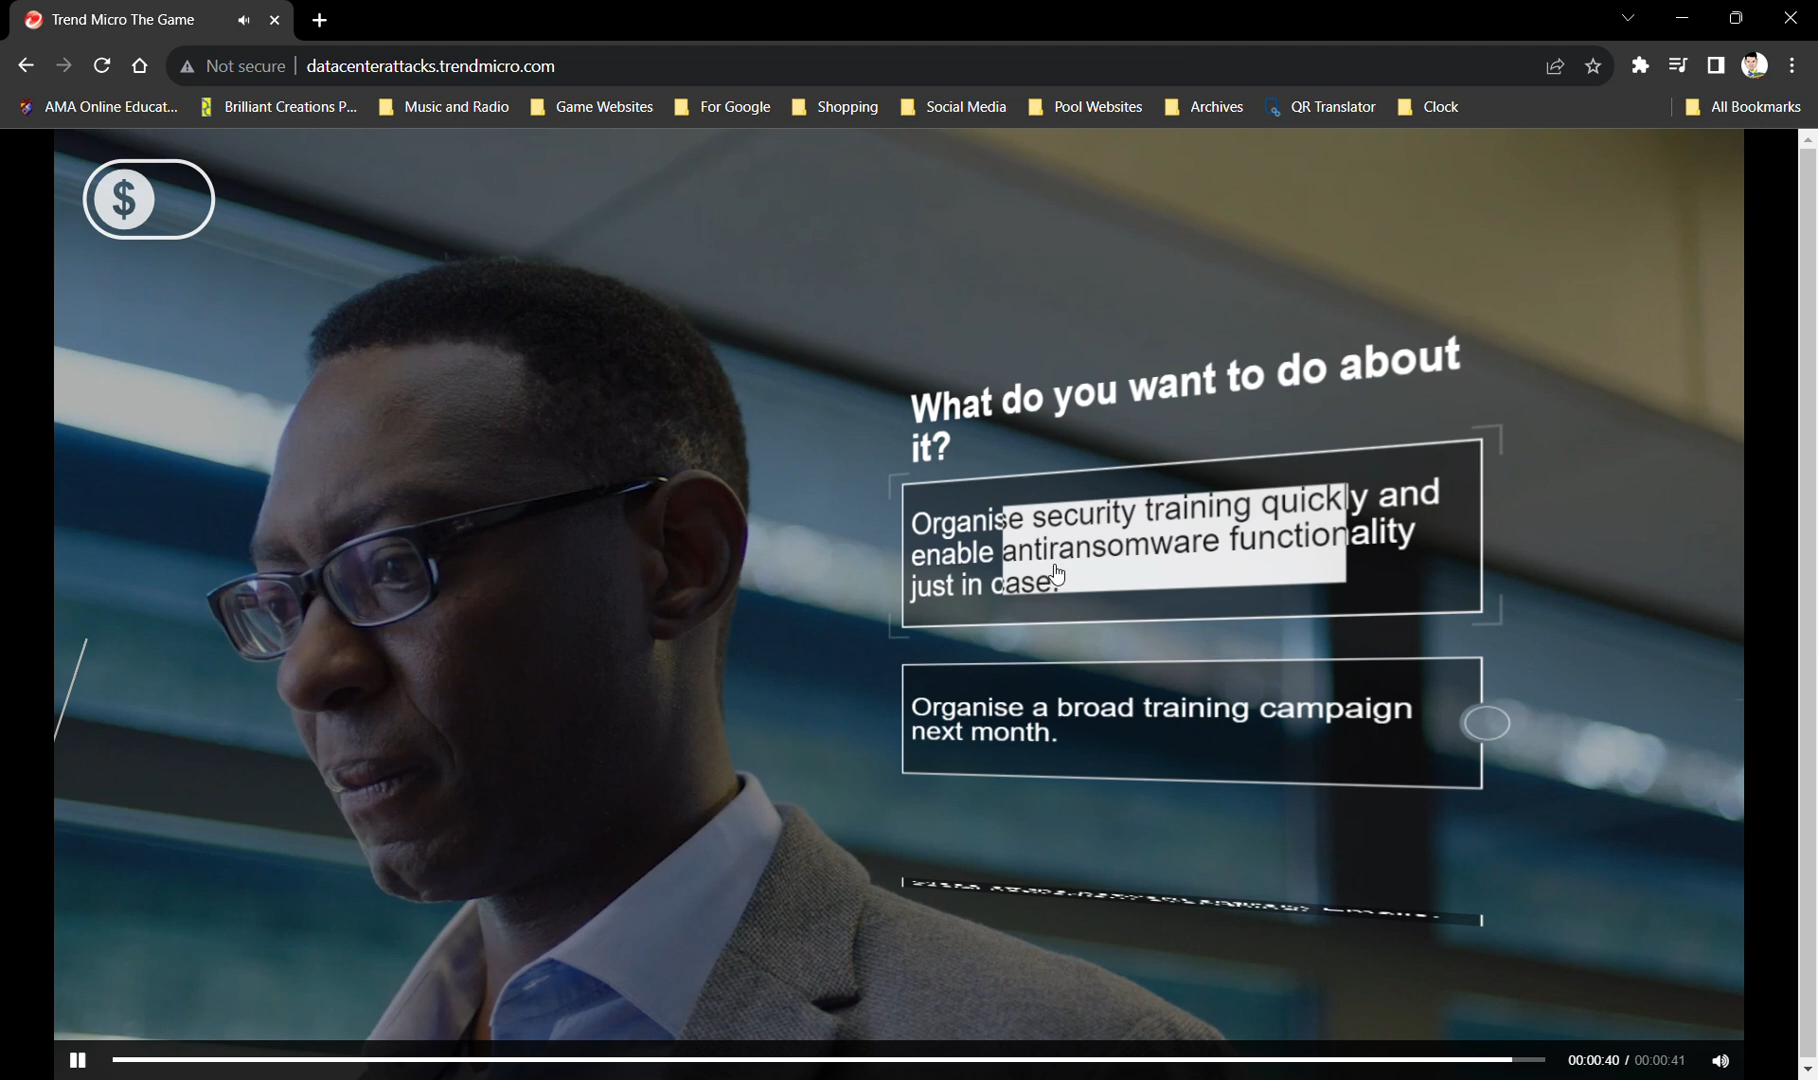 Trend Micro The Game
Not secure
datacenterattacks.trendmicro.com
AMA Online Educat...
Brilliant Creations P...
Music and Radio
Game Websites
For Google
Shopping
Social Media
Pool Websites
Archives
QR Translator
Clock
All Bookmarks
$
What do you want to do about
it?
Organise security training quickly and
enable antiransomware functionality
just in case.
Organise a broad training campaign
next month.
00:00:40 / 00:00:41